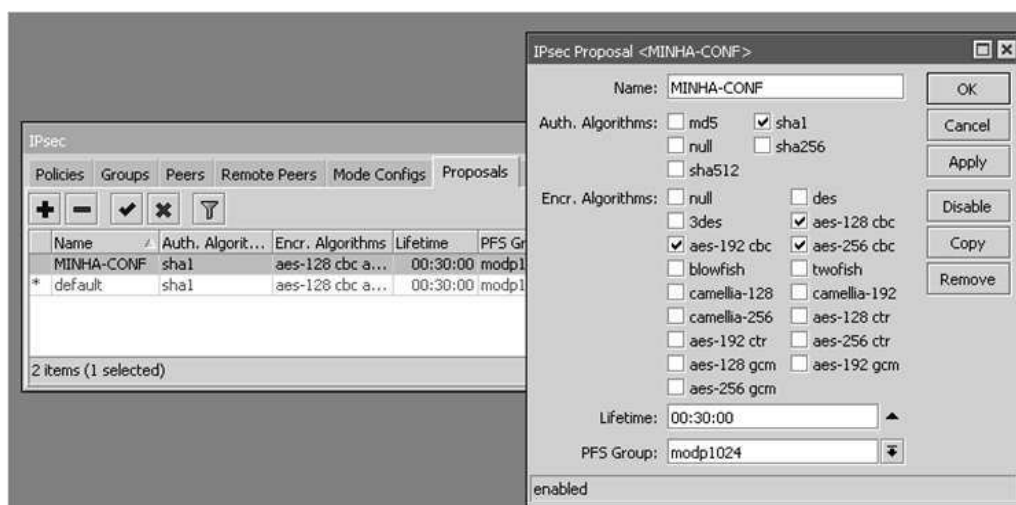 IPsec
Policies Groups Peers Remote Peers Mode Configs Proposals
Name Auth. Algorit... Encr. Algorithms Lifetime PFS Gr
MINHA-CONF sha1 aes-128 cbc a... 00:30:00 modp1
* default sha1 aes-128 cbc a... 00:30:00 modp1
2 items (1 selected)
IPsec Proposal <MINHA-CONF>
Name: MINHA-CONF
Auth. Algorithms: md5 sha1
null sha256
sha512
Encr. Algorithms: null des
3des aes-128 cbc
aes-192 cbc aes-256 cbc
blowfish twofish
camellia-128 camellia-192
camellia-256 aes-128 ctr
aes-192 ctr aes-256 ctr
aes-128 gcm aes-192 gcm
aes-256 gcm
Lifetime: 00:30:00
PFS Group: modp1024
enabled
OK
Cancel
Apply
Disable
Copy
Remove